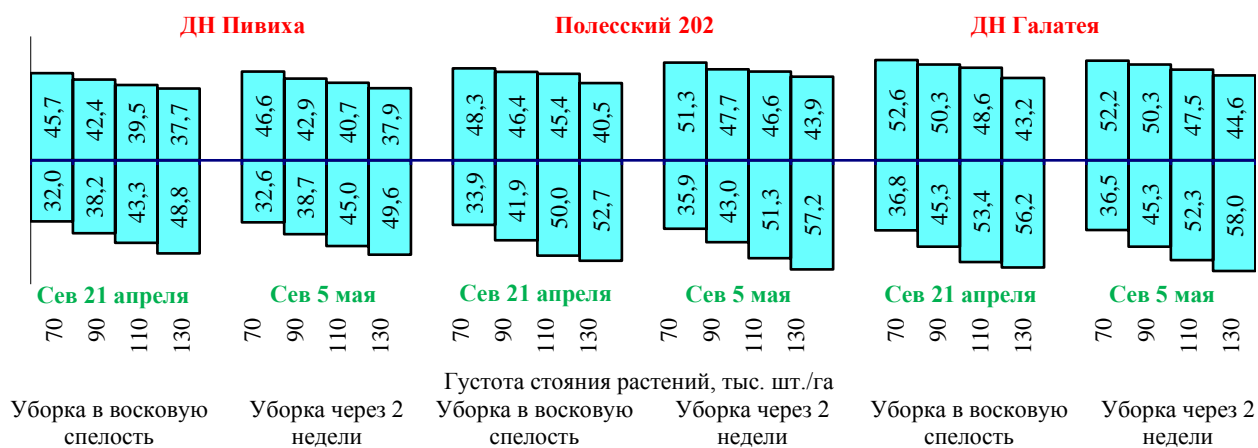 ДН Пивиха Полесский 202 ДН Галатея
45,7 42,4 39,5 37,7 46,6 42,9 40,7 37,9 48,3 46,4 45,4 40,5 51,3 47,7 46,6 43,9 52,6 50,3 48,6 43,2 52,2 50,3 47,5 44,6
32,0 38,2 43,3 48,8 32,6 38,7 45,0 49,6 33,9 41,9 50,0 52,7 35,9 43,0 51,3 57,2 36,8 45,3 53,4 56,2 36,5 45,3 52,3 58,0
Сев 21 апреля Сев 5 мая Сев 21 апреля Сев 5 мая Сев 21 апреля Сев 5 мая
70 90 110 130 70 90 110 130 70 90 110 130 70 90 110 130 70 90 110 130 70 90 110 130
Густота стояния растений, тыс. шт./га
Уборка в восковую Уборка через 2 Уборка в восковую Уборка через 2 Уборка в восковую Уборка через 2
спелость недели спелость недели спелость недели